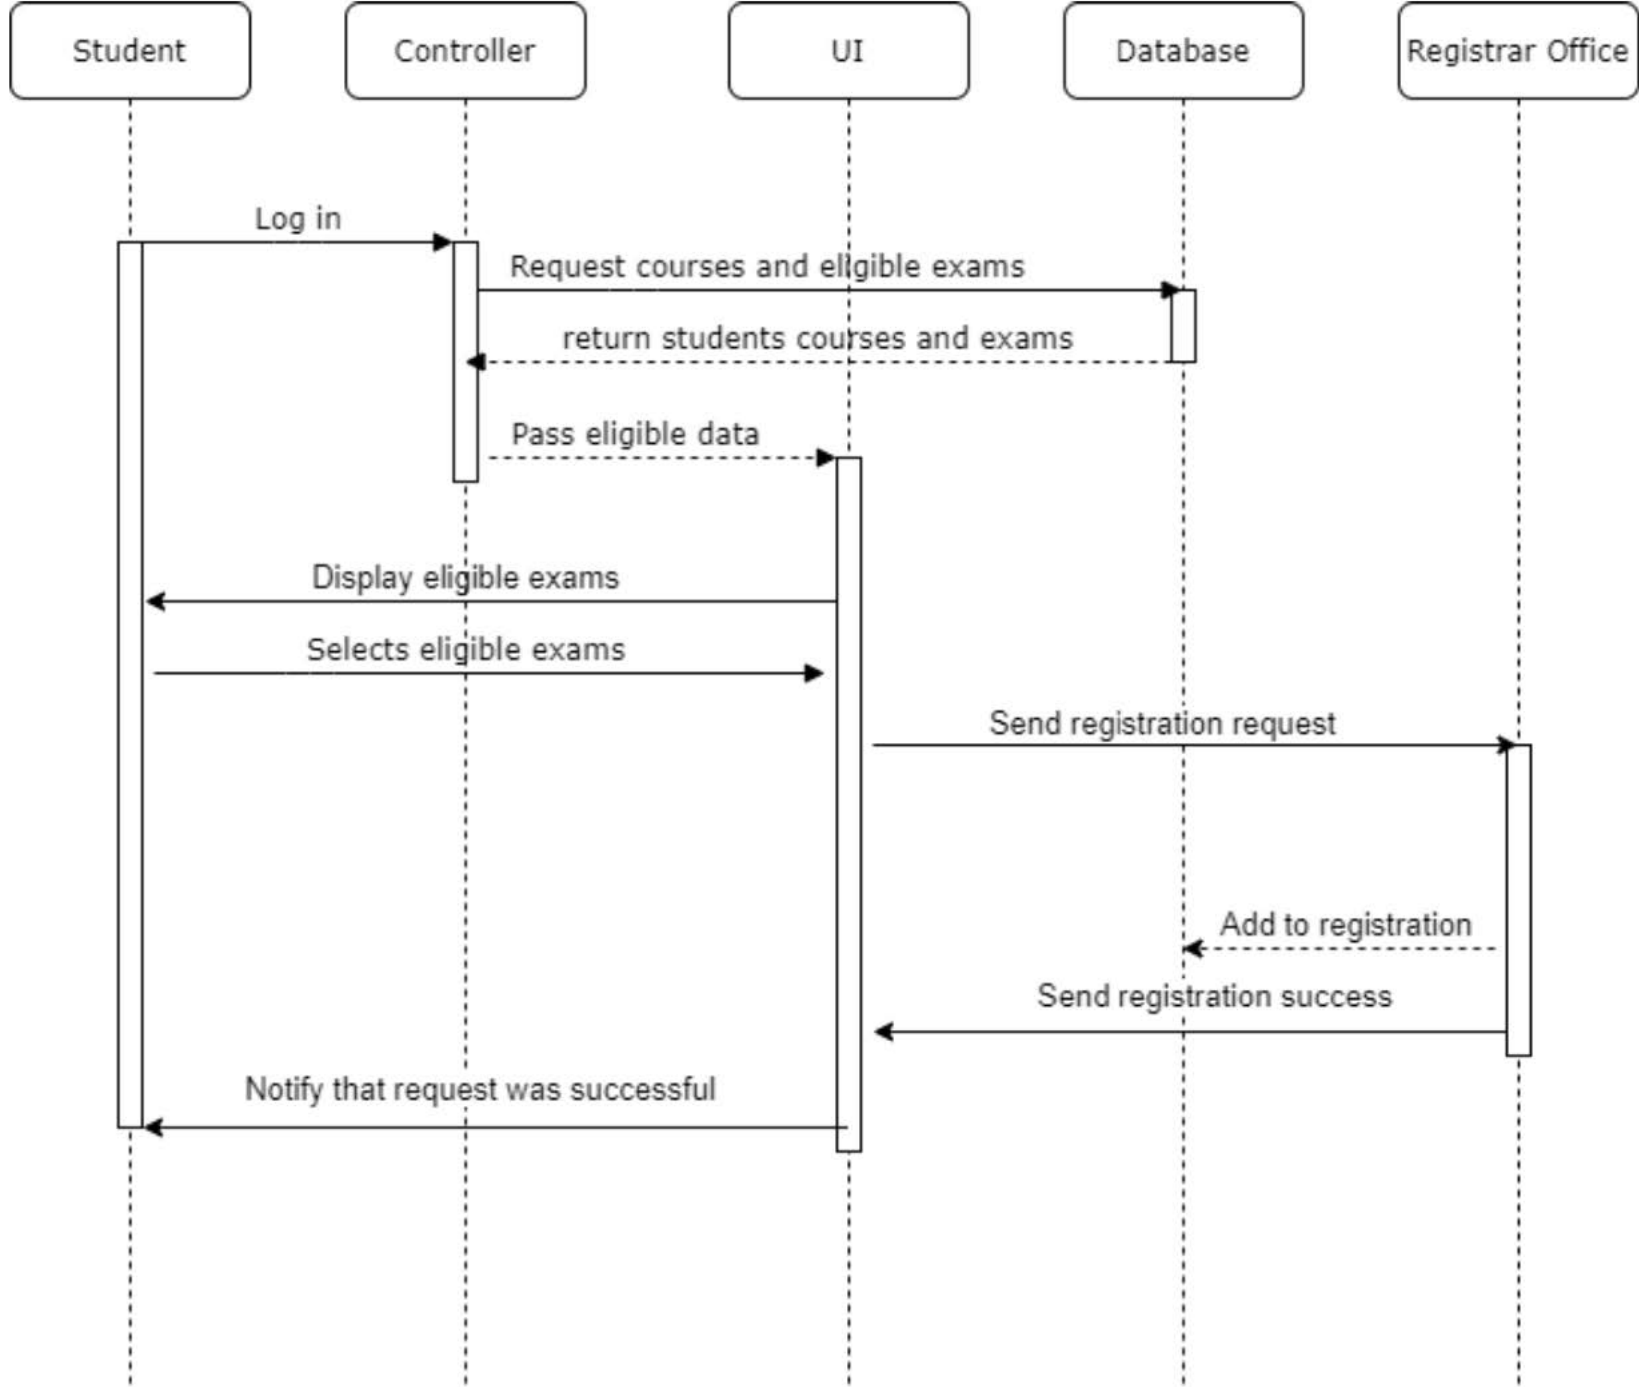 Student
Controller
UI
Database
Registrar Office
Log in
Request courses and eligible exams
return students courses and exams
Pass eligible data
Display eligible exams
Selects eligible exams
Send registration request
Add to registration
Send registration success
Notify that request was successful